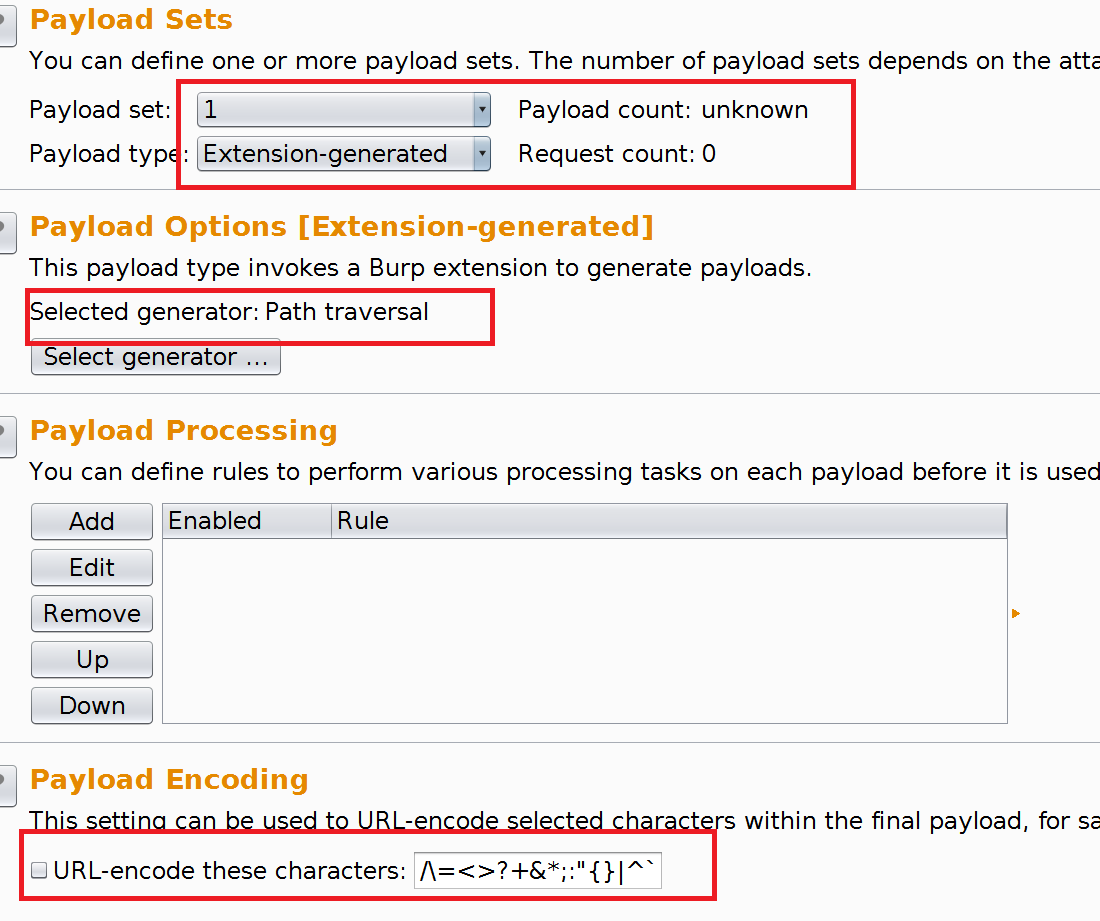 Payload Sets
You can define one or more payload sets. The number of payload sets depends on the atta
Payload set: 1 Payload count: unknown
Payload type: Extension-generated Request count: 0
Payload Options [Extension-generated]
This payload type invokes a Burp extension to generate payloads.
Selected generator: Path traversal
Select generator ...
Payload Processing
You can define rules to perform various processing tasks on each payload before it is used
Add Enabled Rule
Edit
Remove
Up
Down
Payload Encoding
This setting can be used to URL-encode selected characters within the final payload, for sa
URL-encode these characters: /\=<>?+&*;:"{}|^`